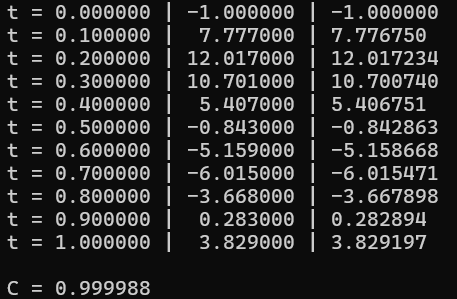 t = 0.000000 | -1.000000 | -1.000000
t = 0.100000 |  7.777000 | 7.776750
t = 0.200000 | 12.017000 | 12.017234
t = 0.300000 | 10.701000 | 10.700740
t = 0.400000 |  5.407000 | 5.406751
t = 0.500000 | -0.843000 | -0.842863
t = 0.600000 | -5.159000 | -5.158668
t = 0.700000 | -6.015000 | -6.015471
t = 0.800000 | -3.668000 | -3.667898
t = 0.900000 |  0.283000 | 0.282894
t = 1.000000 |  3.829000 | 3.829197
C = 0.999988